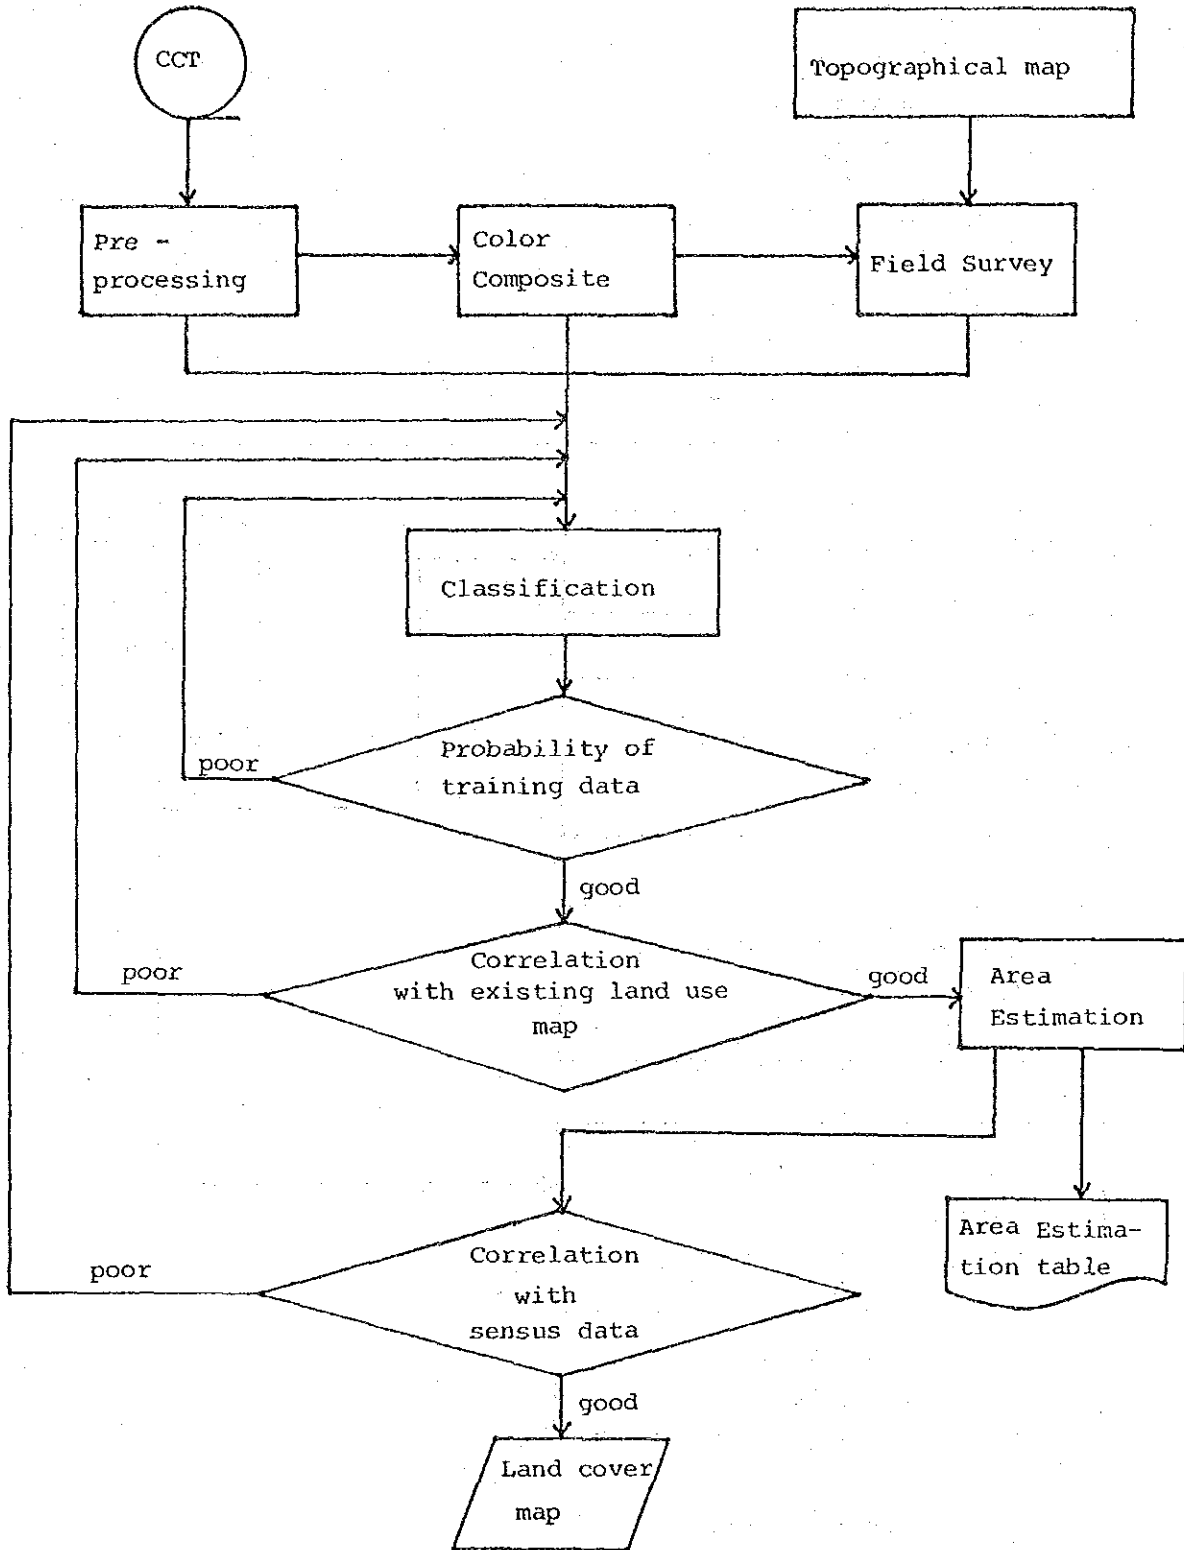 CCT
Topographical map
Pre -
processing
Color
Composite
Field Survey
Classification
Probability of
training data
poor
good
Correlation
with existing land use
map
poor
good
Area
Estimation
Area Estima-
tion table
Correlation
with
sensus data
poor
good
Land cover
map